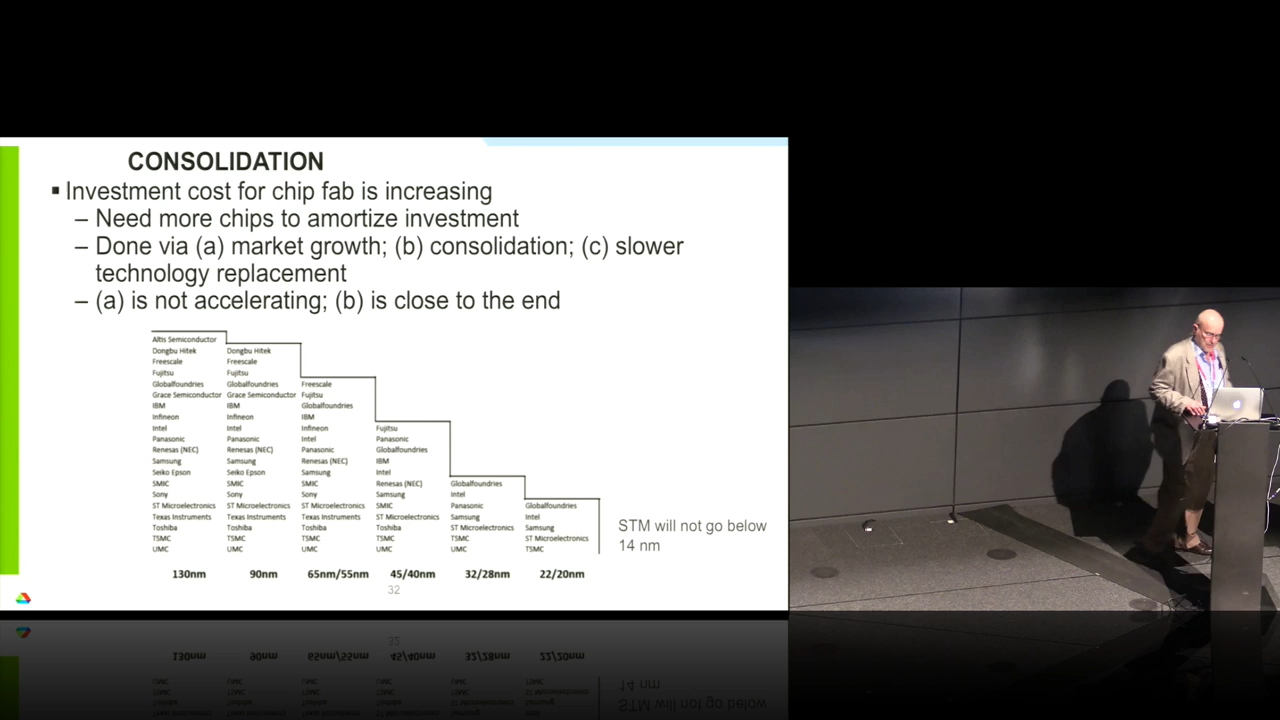 CONSOLIDATION
▪ Investment cost for chip fab is increasing
– Need more chips to amortize investment
– Done via (a) market growth; (b) consolidation; (c) slower
technology replacement
– (a) is not accelerating; (b) is close to the end
Altis Semiconductor
Dongbu Hitek
Freescale
Fujitsu
Globalfoundries
Grace Semiconductor
IBM
Infineon
Intel
Panasonic
Renesas (NEC)
Samsung
Seiko Epson
SMIC
Sony
ST Microelectronics
Texas Instruments
Toshiba
TSMC
UMC
130nm
Dongbu Hitek
Freescale
Fujitsu
Globalfoundries
Grace Semiconductor
IBM
Infineon
Intel
Panasonic
Renesas (NEC)
Samsung
Seiko Epson
SMIC
Sony
ST Microelectronics
Texas Instruments
Toshiba
TSMC
UMC
90nm
Freescale
Fujitsu
Globalfoundries
IBM
Infineon
Intel
Panasonic
Renesas (NEC)
Samsung
SMIC
Sony
ST Microelectronics
Texas Instruments
Toshiba
TSMC
UMC
65nm/55nm
Fujitsu
Panasonic
Globalfoundries
IBM
Intel
Renesas (NEC)
Samsung
SMIC
ST Microelectronics
Toshiba
TSMC
UMC
45/40nm
Globalfoundries
Intel
Panasonic
Samsung
ST Microelectronics
TSMC
UMC
32/28nm
Globalfoundries
Intel
Samsung
ST Microelectronics
TSMC
22/20nm
STM will not go below
14 nm
32